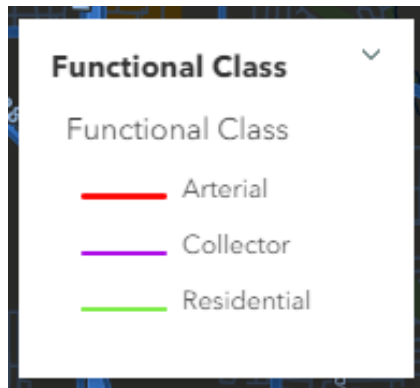 Functional Class
Functional Class
Arterial
Collector
Residential